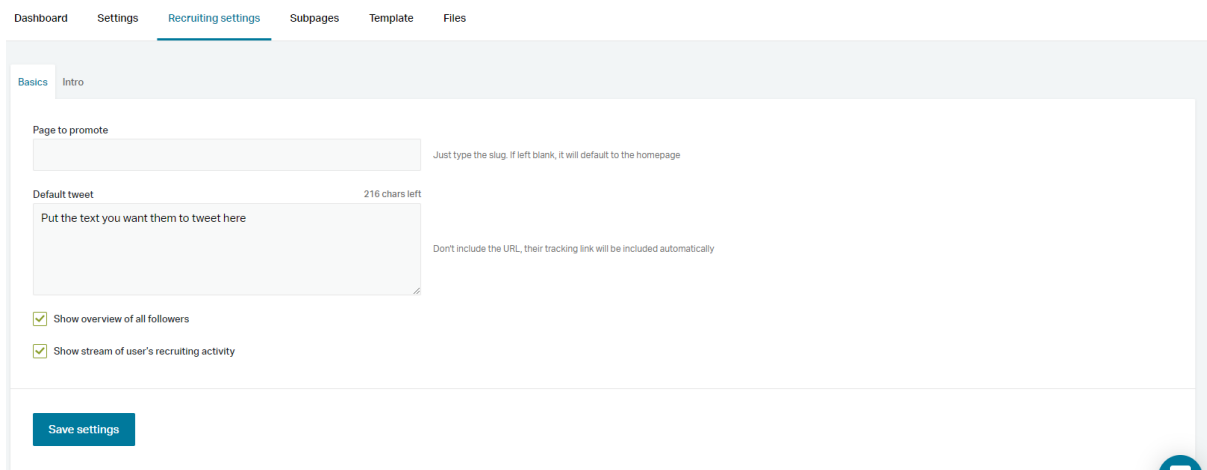 Dashboard Settings Recruiting settings Subpages Template Files
Basics Intro
Page to promote
Just type the slug. If left blank, it will default to the homepage
Default tweet 216 chars left
Put the text you want them to tweet here
Don't include the URL, their tracking link will be included automatically
Show overview of all followers
Show stream of user's recruiting activity
Save settings